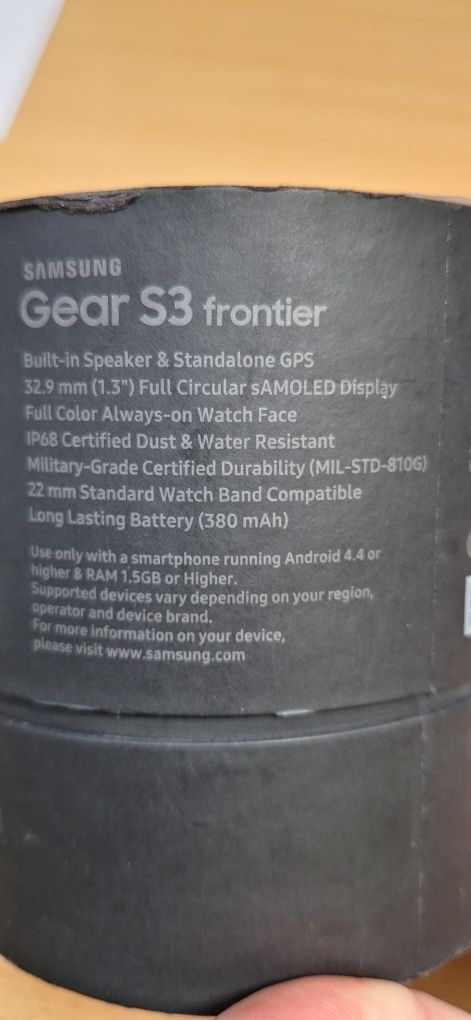 SAMSUNG
Gear S3 frontier
Built-in Speaker & Standalone GPS
32.9 mm (1.3") Full Circular sAMOLED Display
Full Color Always-on Watch Face
IP68 Certified Dust & Water Resistant
Military-Grade Certified Durability (MIL-STD-810G)
22 mm Standard Watch Band Compatible
Long Lasting Battery (380 mAh)
Use only with a smartphone running Android 4.4 or
higher & RAM 1.5GB or Higher.
Supported devices vary depending on your region,
operator and device brand.
For more information on your device,
please visit www.samsung.com